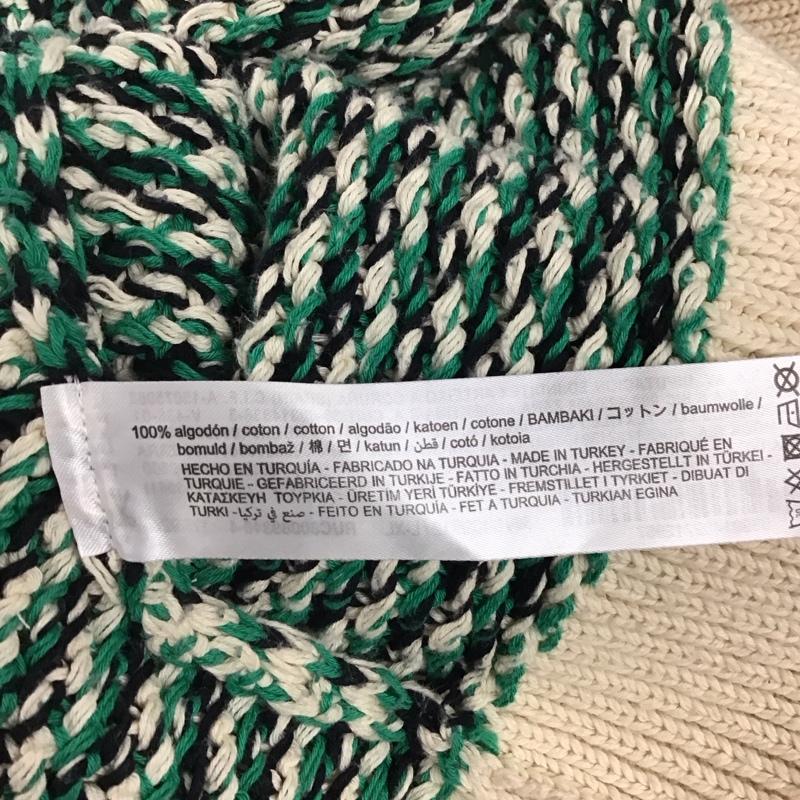 100% algodón / coton / cotton / algodão / katoen / cotone / BAMBAKI / コットン / baumwolle /
bomuld / bombaž / 棉 / 면 / katun / قطن / cotó / kotoia
HECHO EN TURQUÍA - FABRICADO NA TURQUIA - MADE IN TURKEY - FABRIQUÉ EN
TURQUIE - GEFABRICEERD IN TURKIJE - FATTO IN TURCHIA - HERGESTELLT IN TÜRKEI -
ΚΑΤΑΣΚΕΥΗ ΤΟΥΡΚΙΑ - ÜRETİM YERİ TÜRKİYE - FREMSTILLET I TYRKIET - DIBUAT DI
TURKI - صنع في تركيا - FEITO EN TURQUÍA - FET A TURQUIA - TURKIAN EGINA